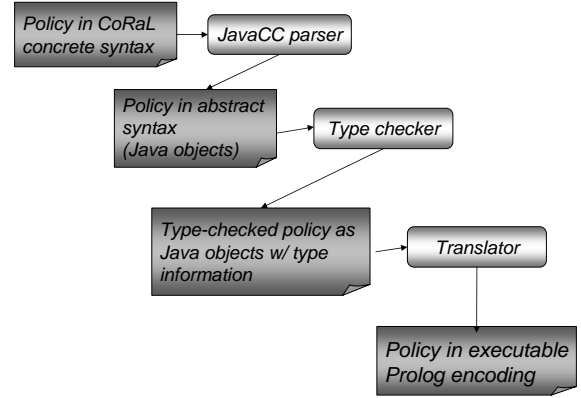 Policy in CoRaL
concrete syntax
JavaCC parser
Policy in abstract
syntax
(Java objects)
Type checker
Type-checked policy as
Java objects w/ type
information
Translator
Policy in executable
Prolog encoding